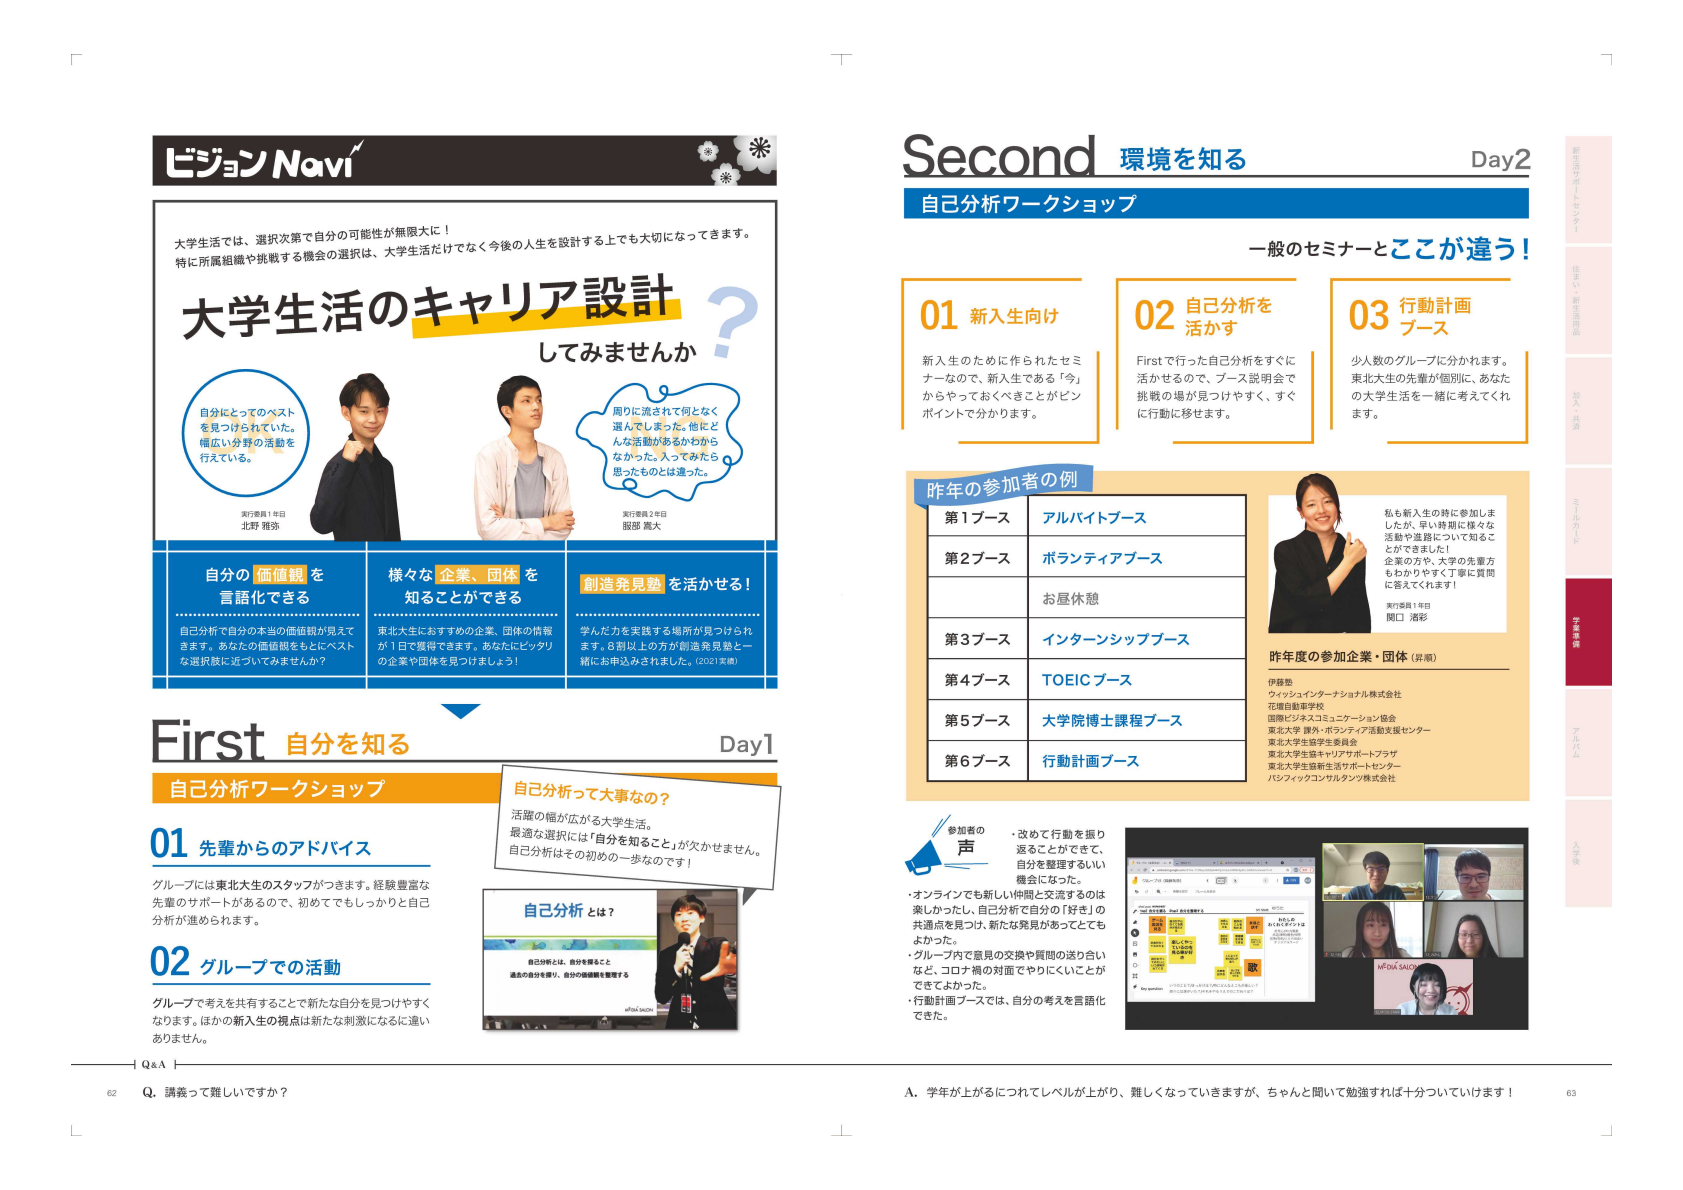 ビジョンNavi
大学生活では、選択次第で自分の可能性が無限大に！
特に所属組織や挑戦する機会の選択は、大学生活だけでなく今後の人生を設計する上でも大切になってきます。
大学生活のキャリア設計
してみませんか
?
OK
自分にとってのベスト
を見つけられていた。
幅広い分野の活動を
行えている。
実行委員1年目
北野 雅弥
NG
周りに流されて何となく
選んでしまった。他にど
んな活動があるかわから
なかった。入ってみたら
思ったものとは違った。
実行委員2年目
服部 嵩大
自分の 価値観 を
言語化できる
自己分析で自分の本当の価値観が見えて
きます。あなたの価値観をもとにベスト
な選択肢に近づいてみませんか？
様々な 企業、団体 を
知ることができる
東北大生におすすめの企業、団体の情報
が1日で獲得できます。あなたにピッタリ
の企業や団体を見つけましょう！
創造発見塾 を活かせる！
学んだ力を実践する場所が見つけられ
ます。8割以上の方が創造発見塾と一
緒にお申込みされました。（2021実績）
First 自分を知る Day1
自己分析ワークショップ
自己分析って大事なの？
活躍の幅が広がる大学生活。
最適な選択には「自分を知ること」が欠かせません。
自己分析はその初めの一歩なのです！
01 先輩からのアドバイス
グループには東北大生のスタッフがつきます。経験豊富な
先輩のサポートがあるので、初めてでもしっかりと自己
分析が進められます。
02 グループでの活動
グループで考えを共有することで新たな自分を見つけやすく
なります。ほかの新入生の視点は新たな刺激になるに違い
ありません。
自己分析 とは？
自己分析とは、自分を探ること
過去の自分を探り、自分の価値観を整理する
MEDIA SALON
Q&A
62
Q. 講義って難しいですか？
Second 環境を知る Day2
自己分析ワークショップ
一般のセミナーとここが違う！
01 新入生向け
新入生のために作られたセミ
ナーなので、新入生である「今」
からやっておくべきことがピン
ポイントで分かります。
02 自己分析を
活かす
Firstで行った自己分析をすぐに
活かせるので、ブース説明会で
挑戦の場が見つけやすく、すぐ
に行動に移せます。
03 行動計画
ブース
少人数のグループに分かれます。
東北大生の先輩が個別に、あなた
の大学生活を一緒に考えてくれ
ます。
昨年の参加者の例
第1ブース アルバイトブース
第2ブース ボランティアブース
お昼休憩
第3ブース インターンシップブース
第4ブース TOEICブース
第5ブース 大学院博士課程ブース
第6ブース 行動計画ブース
私も新入生の時に参加しま
したが、早い時期に様々な
活動や進路について知るこ
とができました！
企業の方や、大学の先輩方
もわかりやすく丁寧に質問
に答えてくれます！
実行委員1年目
関口 渚彩
昨年度の参加企業・団体（昇順）
伊藤塾
ウィッシュインターナショナル株式会社
花壇自動車学校
国際ビジネスコミュニケーション協会
東北大学 課外・ボランティア活動支援センター
東北大学生協学生委員会
東北大学生協キャリアサポートプラザ
東北大学生協新生活サポートセンター
パシフィックコンサルタンツ株式会社
参加者の
声
・改めて行動を振り
返ることができて、
自分を整理するいい
機会になった。
・オンラインでも新しい仲間と交流するのは
楽しかったし、自己分析で自分の「好き」の
共通点を見つけ、新たな発見があってとても
よかった。
・グループ内で意見の交換や質問の送り合い
など、コロナ禍の対面でやりにくいことが
できてよかった。
・行動計画ブースでは、自分の考えを言語化
できた。
歌
Key question
MEDIA SALON
A. 学年が上がるにつれてレベルが上がり、難しくなっていきますが、ちゃんと聞いて勉強すれば十分ついていけます！
63
新生活サポートセンター
住まい・新生活用品
加入・共済
ミールカード
学業準備
アルバム
入学後